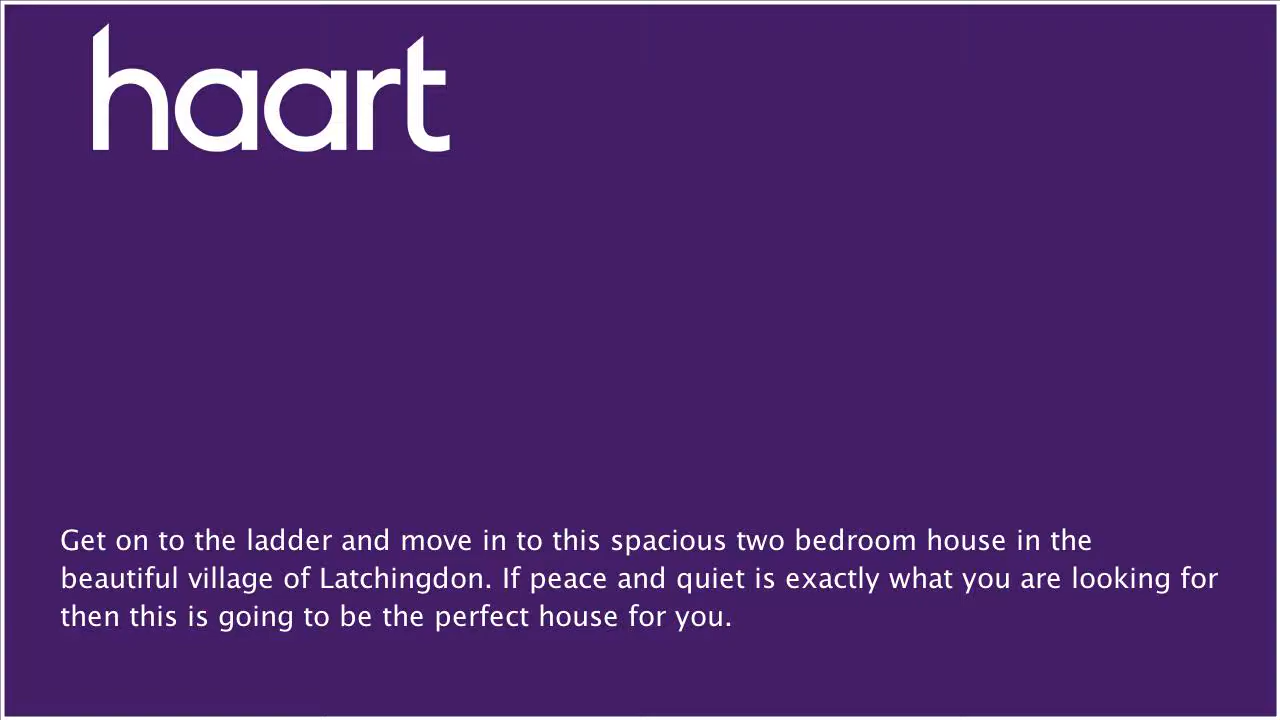 haart
Get on to the ladder and move in to this spacious two bedroom house in the
beautiful village of Latchingdon. If peace and quiet is exactly what you are looking for
then this is going to be the perfect house for you.